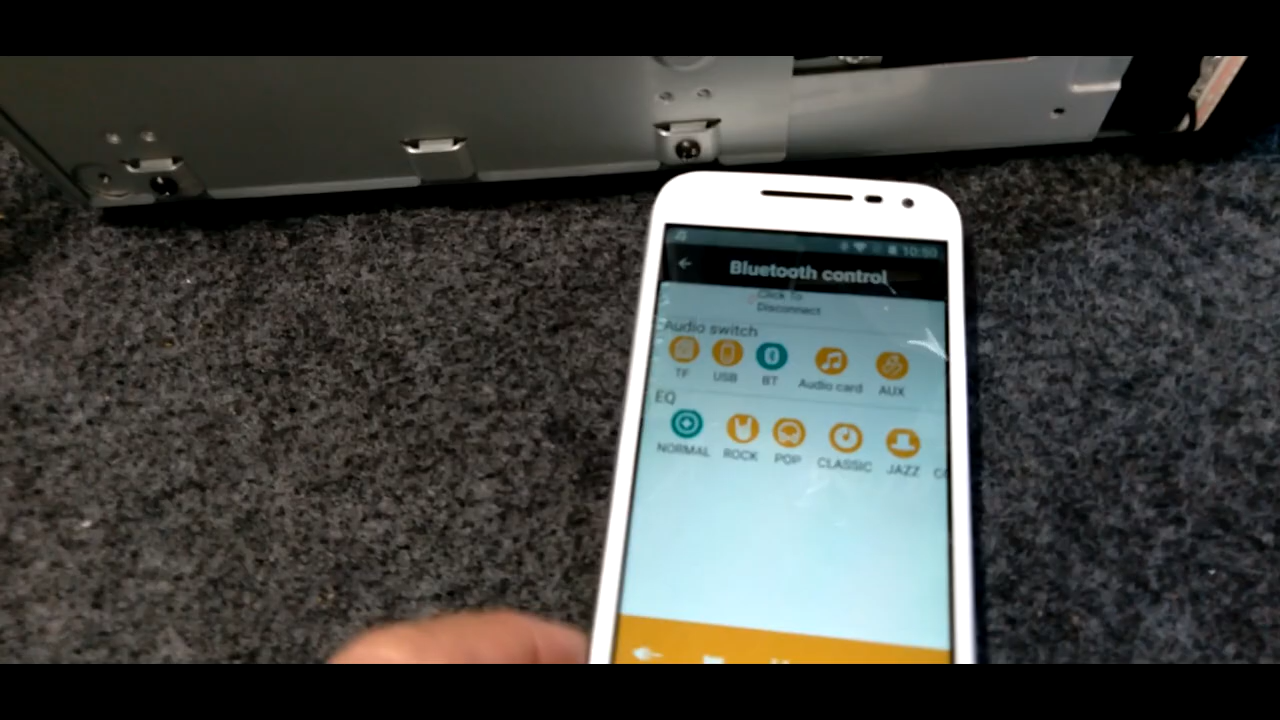 10:50
Bluetooth control
Click To
Disconnect
Audio switch
TF USB BT Audio card AUX
EQ
NORMAL ROCK POP CLASSIC JAZZ